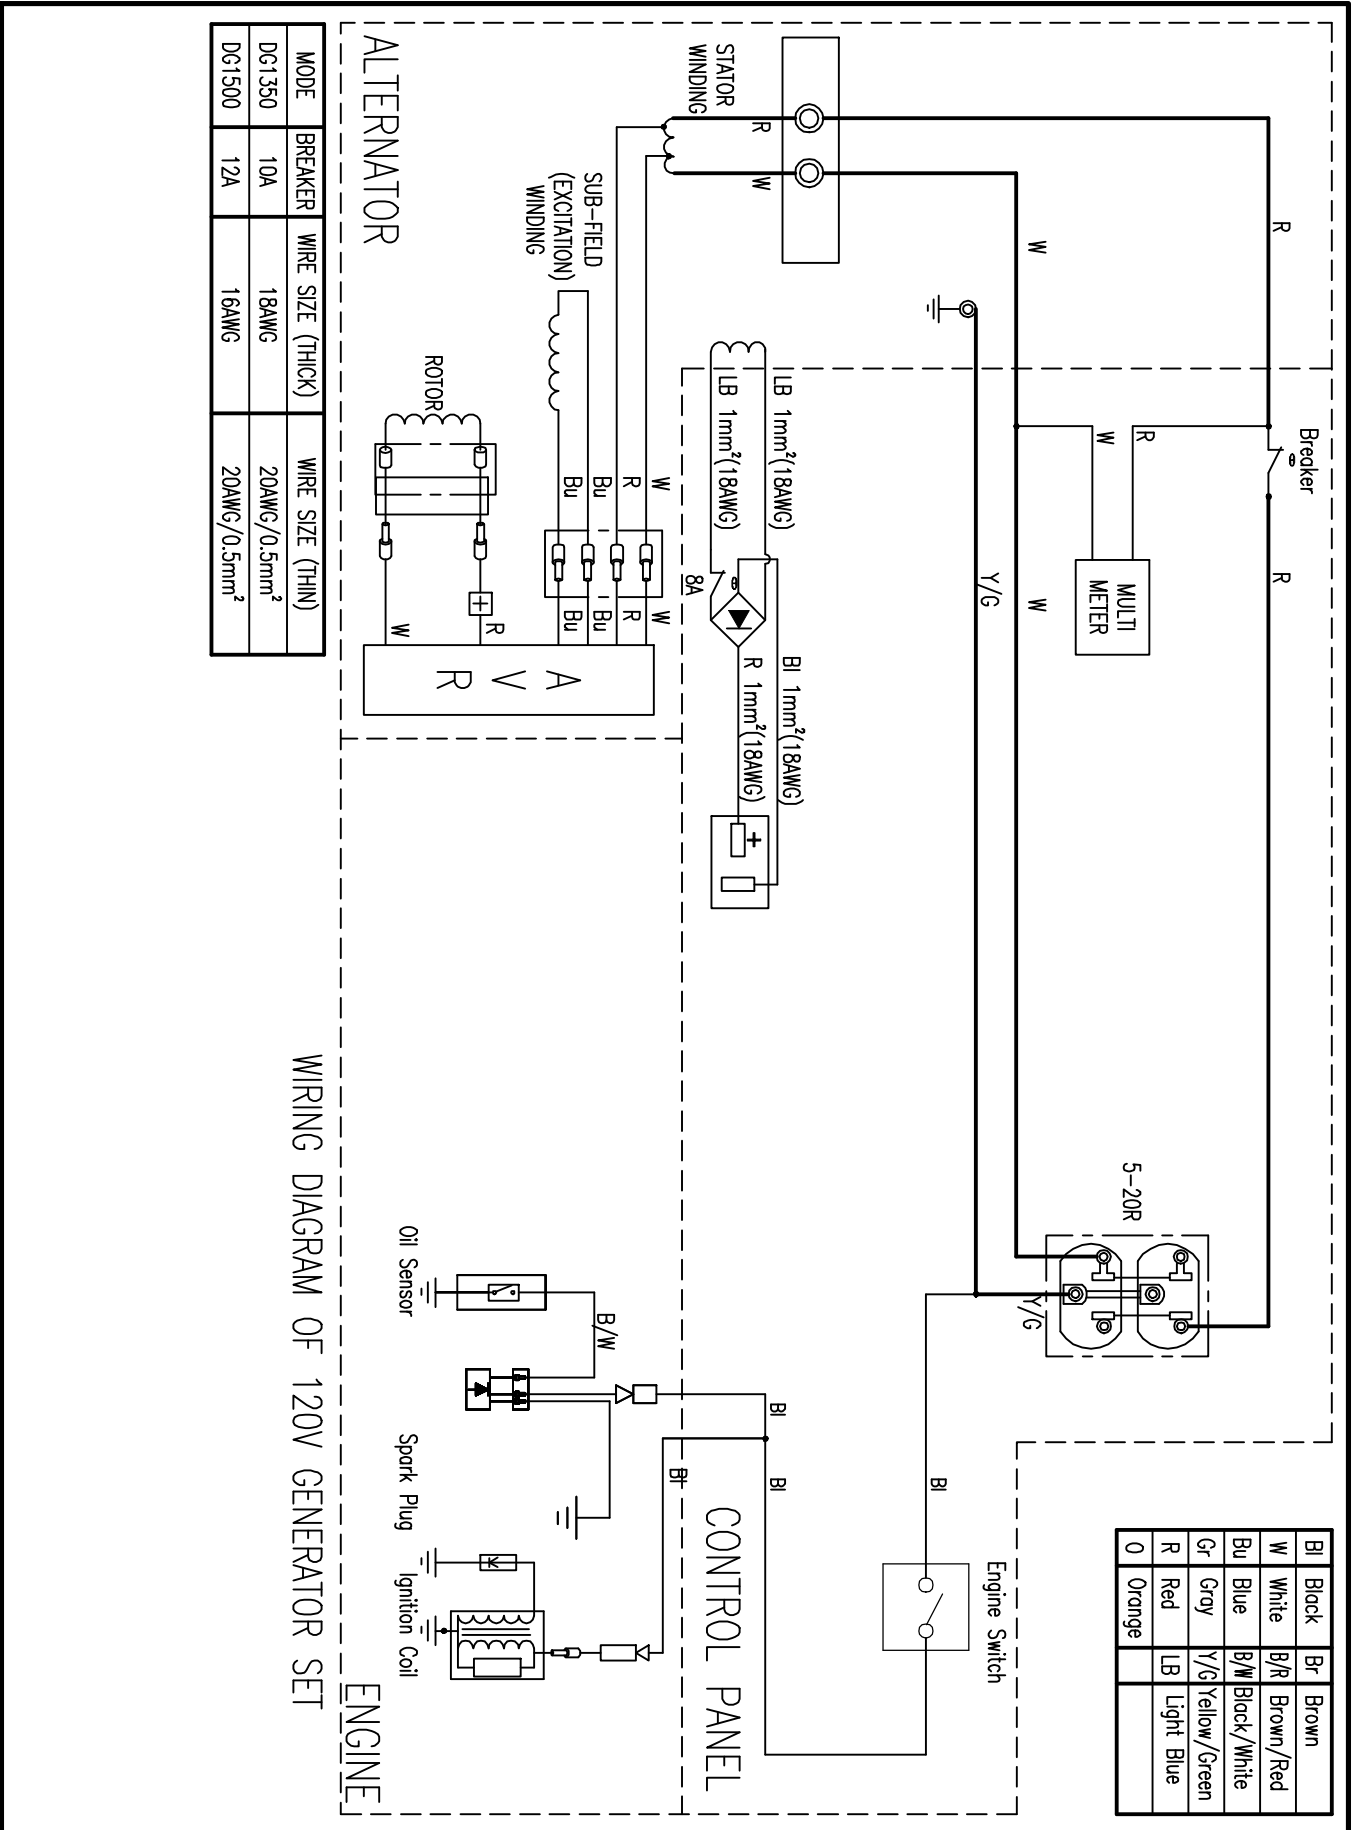 ALTERNATOR
STATOR
WINDING
R
W
SUB-FIELD
(EXCITATION)
WINDING
ROTOR
R
W
Breaker
R
R
W
MULTI
METER
W
Y/G
LB 1mm²(18AWG)
LB 1mm²(18AWG)
8A
Bl 1mm²(18AWG)
R 1mm²(18AWG)
+
W
R
Bu
Bu
W
R
Bu
Bu
R
W
A V R
5-20R
Y/G
Oil Sensor
B/W
Bl
Bl
Bl
Bl
Spark Plug
Ignition Coil
Engine Switch
CONTROL PANEL
ENGINE
Bl Black Br Brown
W White B/R Brown/Red
Bu Blue B/W Black/White
Gr Gray Y/G Yellow/Green
R Red LB Light Blue
O Orange
MODE BREAKER WIRE SIZE (THICK) WIRE SIZE (THIN)
DG1350 10A 18AWG 20AWG/0.5mm²
DG1500 12A 16AWG 20AWG/0.5mm²
WIRING DIAGRAM OF 120V GENERATOR SET